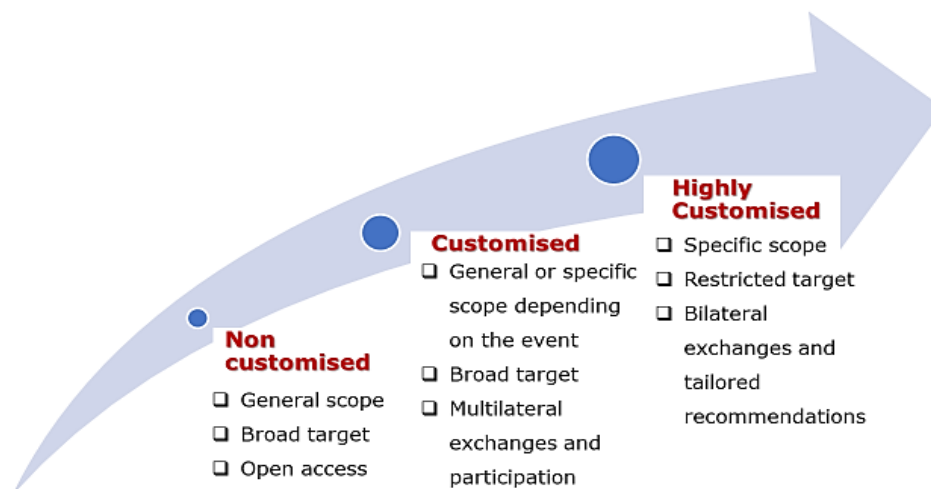 Non
customised
❑ General scope
❑ Broad target
❑ Open access
Customised
❑ General or specific
scope depending
on the event
❑ Broad target
❑ Multilateral
exchanges and
participation
Highly
Customised
❑ Specific scope
❑ Restricted target
❑ Bilateral
exchanges and
tailored
recommendations